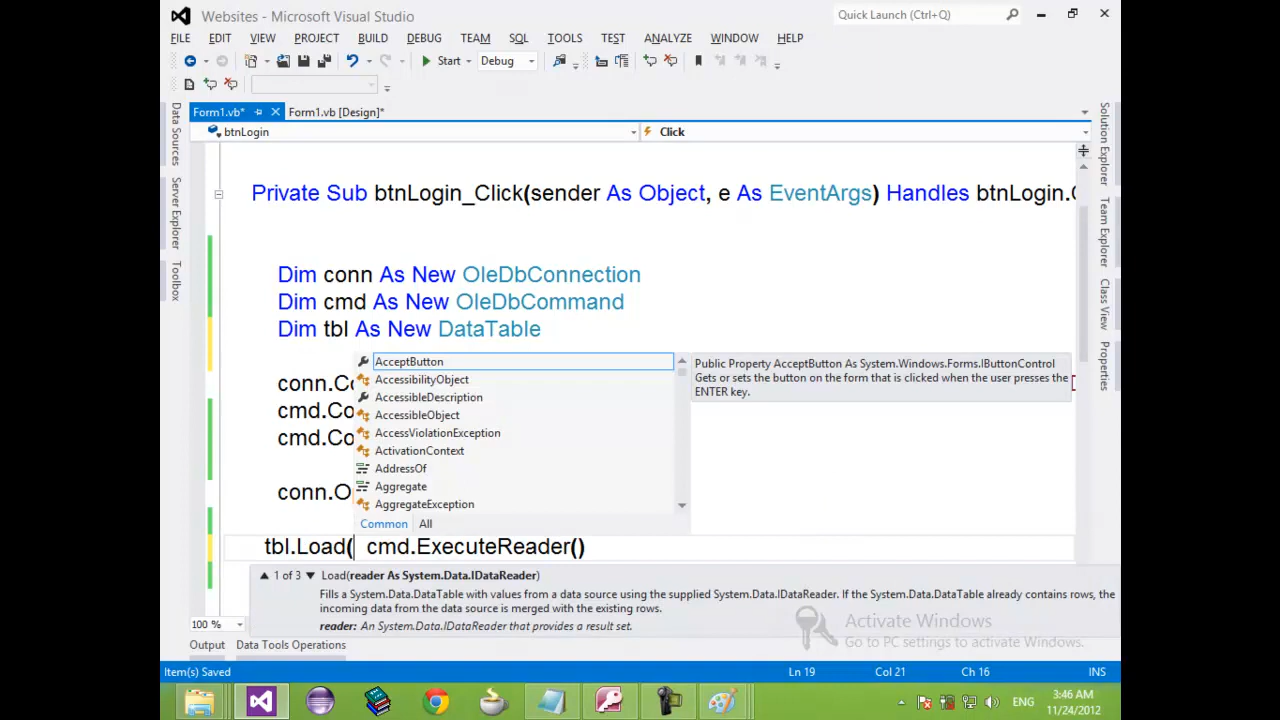 Websites - Microsoft Visual Studio
Quick Launch (Ctrl+Q)
FILE EDIT VIEW PROJECT BUILD DEBUG TEAM SQL TOOLS TEST ANALYZE WINDOW HELP
Start Debug
Form1.vb* Form1.vb [Design]*
btnLogin Click
Data Sources
Server Explorer
Toolbox
Solution Explorer
Team Explorer
Class View
Properties
Private Sub btnLogin_Click(sender As Object, e As EventArgs) Handles btnLogin.C
Dim conn As New OleDbConnection
Dim cmd As New OleDbCommand
Dim tbl As New DataTable
conn.Co
cmd.Co
cmd.Co
conn.O
AcceptButton
AccessibilityObject
AccessibleDescription
AccessibleObject
AccessViolationException
ActivationContext
AddressOf
Aggregate
AggregateException
Common All
Public Property AcceptButton As System.Windows.Forms.IButtonControl
Gets or sets the button on the form that is clicked when the user presses the
ENTER key.
tbl.Load( cmd.ExecuteReader()
1 of 3 Load(reader As System.Data.IDataReader)
Fills a System.Data.DataTable with values from a data source using the supplied System.Data.IDataReader. If the System.Data.DataTable already contains rows, the
incoming data from the data source is merged with the existing rows.
reader: An System.Data.IDataReader that provides a result set.
Activate Windows
Go to PC settings to activate Windows.
100 %
Output Data Tools Operations
Item(s) Saved Ln 19 Col 21 Ch 16 INS
ENG
3:46 AM
11/24/2012